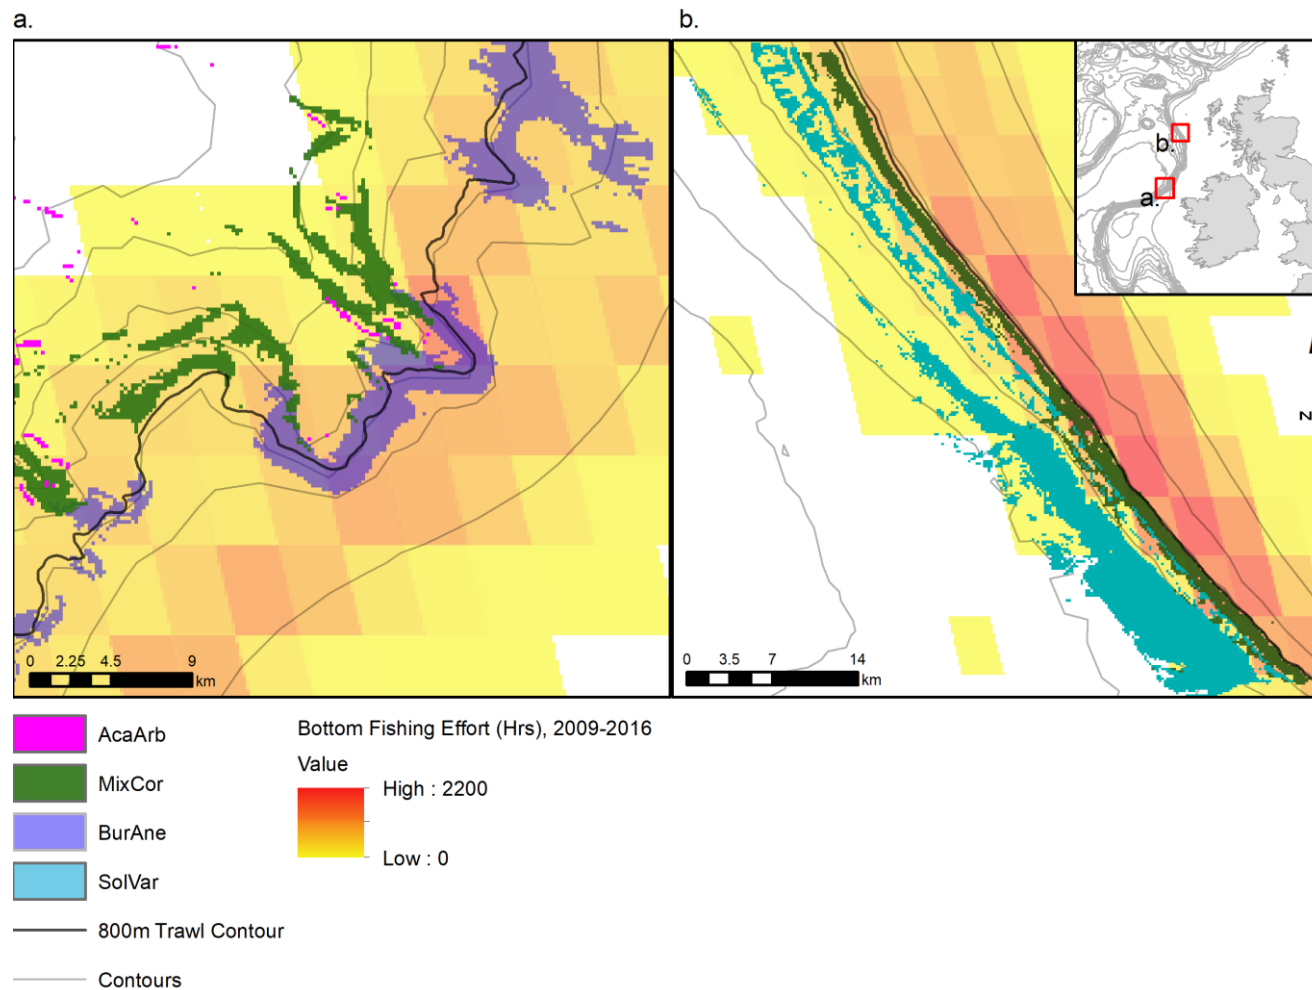 a.
b.
b.
a.
0 2.25 4.5 9
km
0 3.5 7 14
km
AcaArb
MixCor
BurAne
SolVar
800m Trawl Contour
Contours
Bottom Fishing Effort (Hrs), 2009-2016
Value
High : 2200
Low : 0